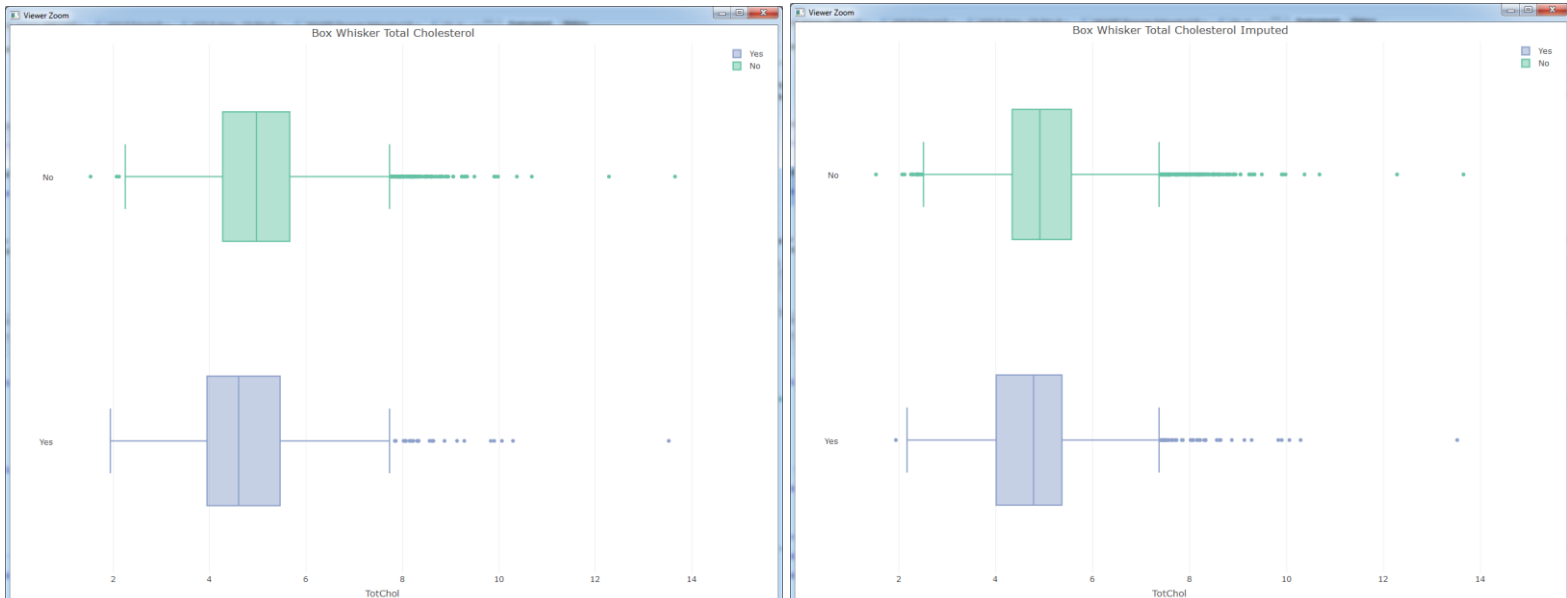 Viewer Zoom
Box Whisker Total Cholesterol
Yes
No
No
Yes
2 4 6 8 10 12 14
TotChol
Viewer Zoom
Box Whisker Total Cholesterol Imputed
Yes
No
No
Yes
2 4 6 8 10 12 14
TotChol